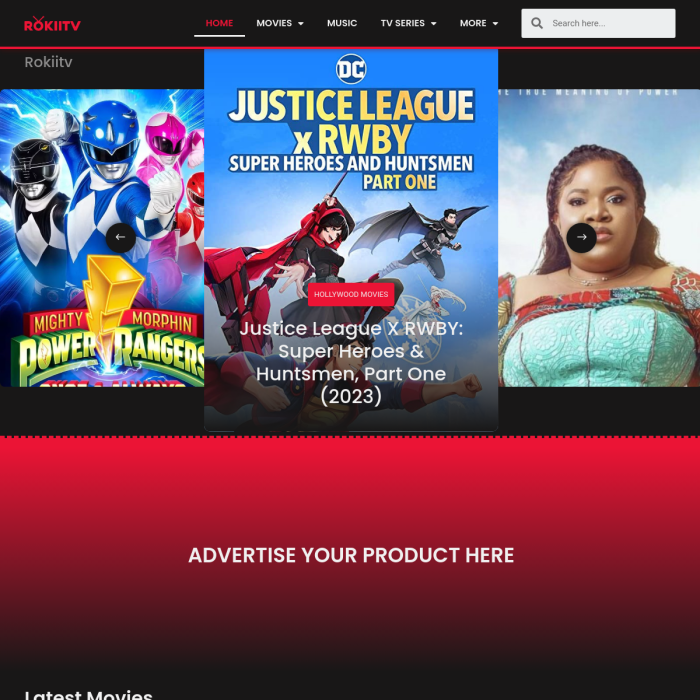 ROKIITV
HOME
MOVIES
MUSIC
TV SERIES
MORE
Search here...
Rokiitv
DC
JUSTICE LEAGUE
x RWBY
SUPER HEROES AND HUNTSMEN
PART ONE
TRUE MEANING OF POWER
HOLLYWOOD MOVIES
Justice League X RWBY:
Super Heroes &
Huntsmen, Part One
(2023)
MIGHTY MORPHIN
POWER RANGERS
ONCE & ALWAYS
ADVERTISE YOUR PRODUCT HERE
Latest Movies